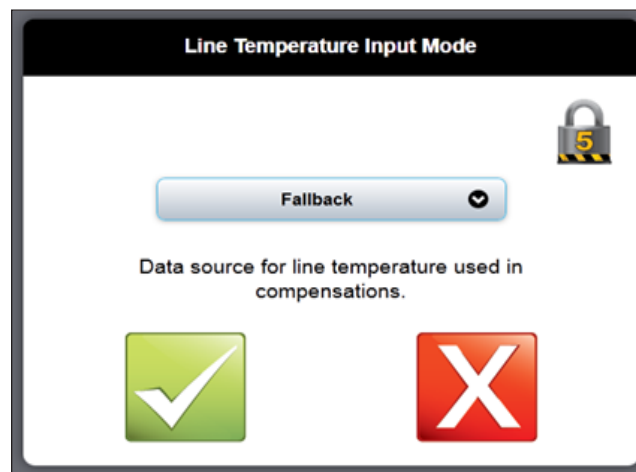 Line Temperature Input Mode
5
Fallback
Data source for line temperature used in
compensations.